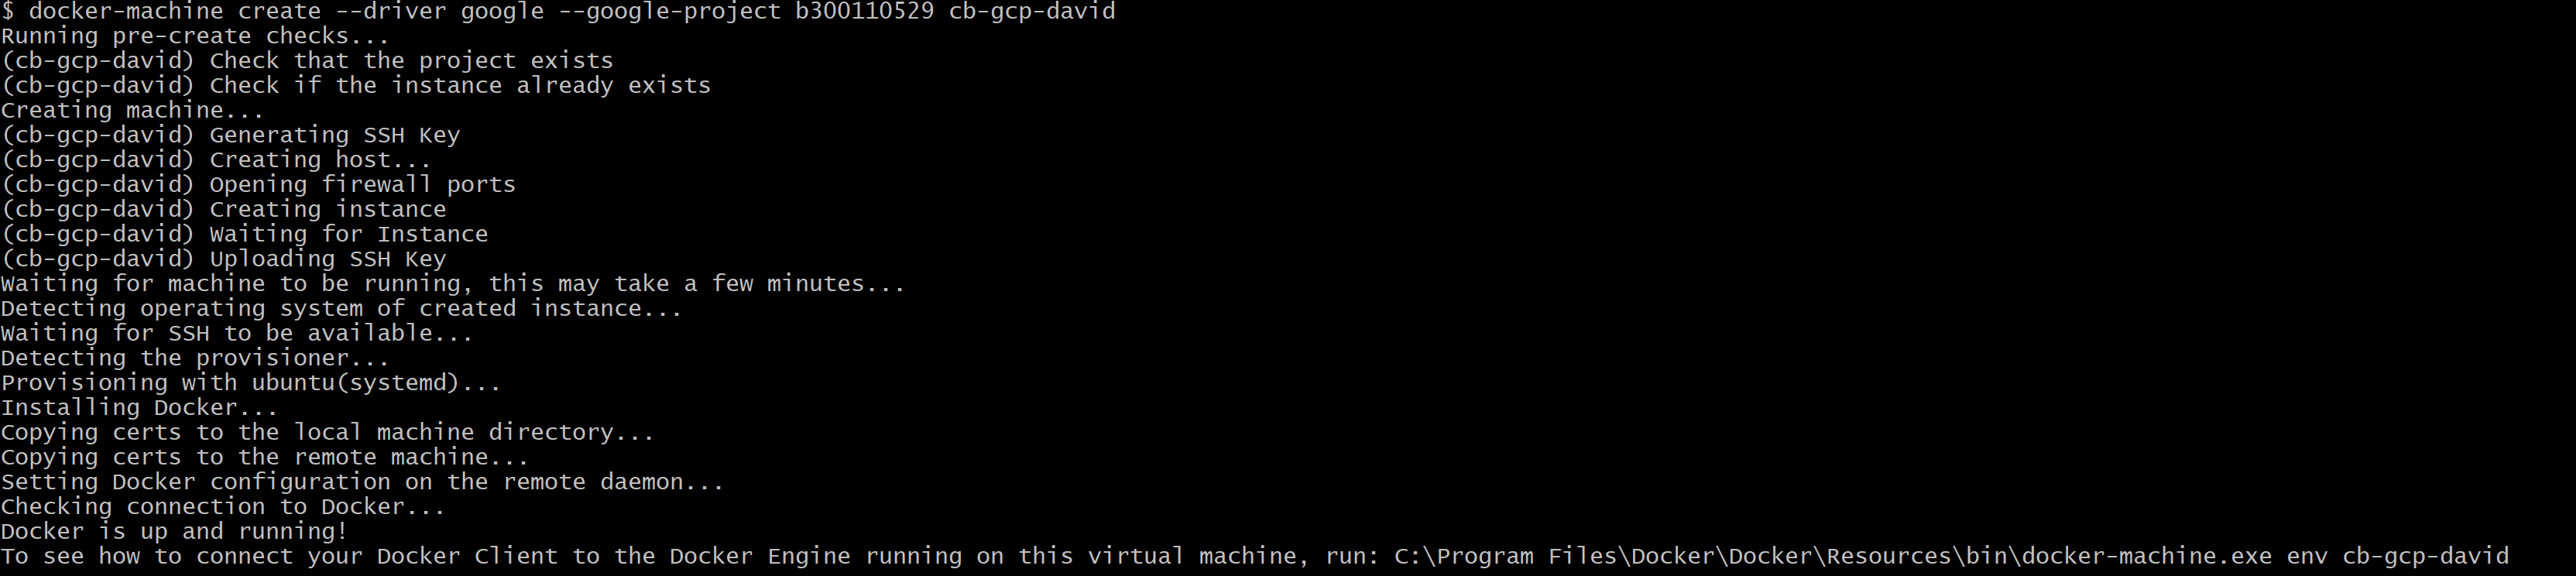 $ docker-machine create --driver google --google-project b300110529 cb-gcp-david
Running pre-create checks...
(cb-gcp-david) Check that the project exists
(cb-gcp-david) Check if the instance already exists
Creating machine...
(cb-gcp-david) Generating SSH Key
(cb-gcp-david) Creating host...
(cb-gcp-david) Opening firewall ports
(cb-gcp-david) Creating instance
(cb-gcp-david) Waiting for Instance
(cb-gcp-david) Uploading SSH Key
Waiting for machine to be running, this may take a few minutes...
Detecting operating system of created instance...
Waiting for SSH to be available...
Detecting the provisioner...
Provisioning with ubuntu(systemd)...
Installing Docker...
Copying certs to the local machine directory...
Copying certs to the remote machine...
Setting Docker configuration on the remote daemon...
Checking connection to Docker...
Docker is up and running!
To see how to connect your Docker Client to the Docker Engine running on this virtual machine, run: C:\Program Files\Docker\Docker\Resources\bin\docker-machine.exe env cb-gcp-david